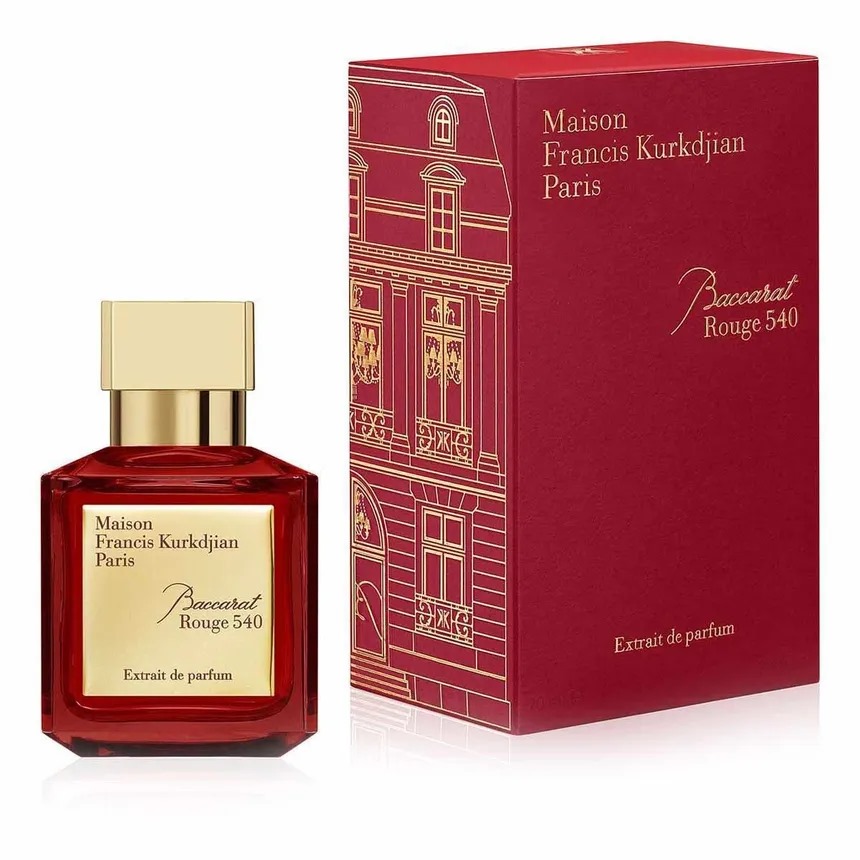 Maison
Francis Kurkdjian
Paris
Baccarat
Rouge 540
Extrait de parfum
Maison
Francis Kurkdjian
Paris
Baccarat
Rouge 540
Extrait de parfum